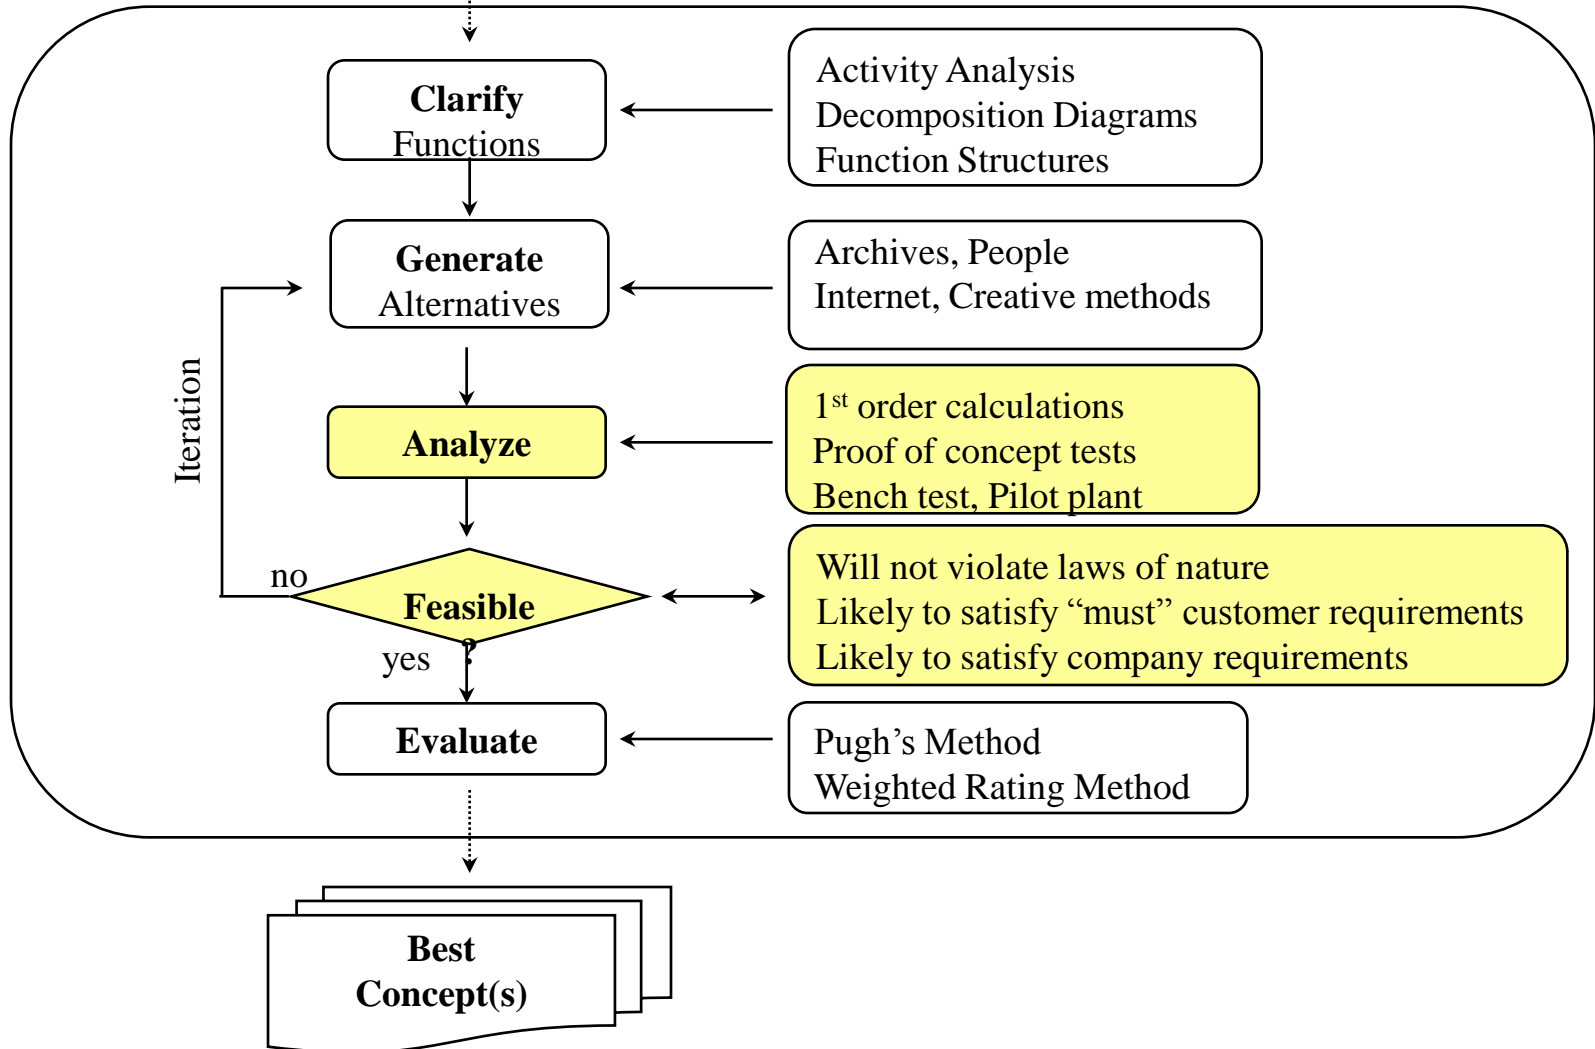 Clarify
Functions
Activity Analysis
Decomposition Diagrams
Function Structures
Generate
Alternatives
Archives, People
Internet, Creative methods
Iteration
Analyze
1st order calculations
Proof of concept tests
Bench test, Pilot plant
no
Feasible
?
yes
Will not violate laws of nature
Likely to satisfy “must” customer requirements
Likely to satisfy company requirements
Evaluate
Pugh’s Method
Weighted Rating Method
Best
Concept(s)